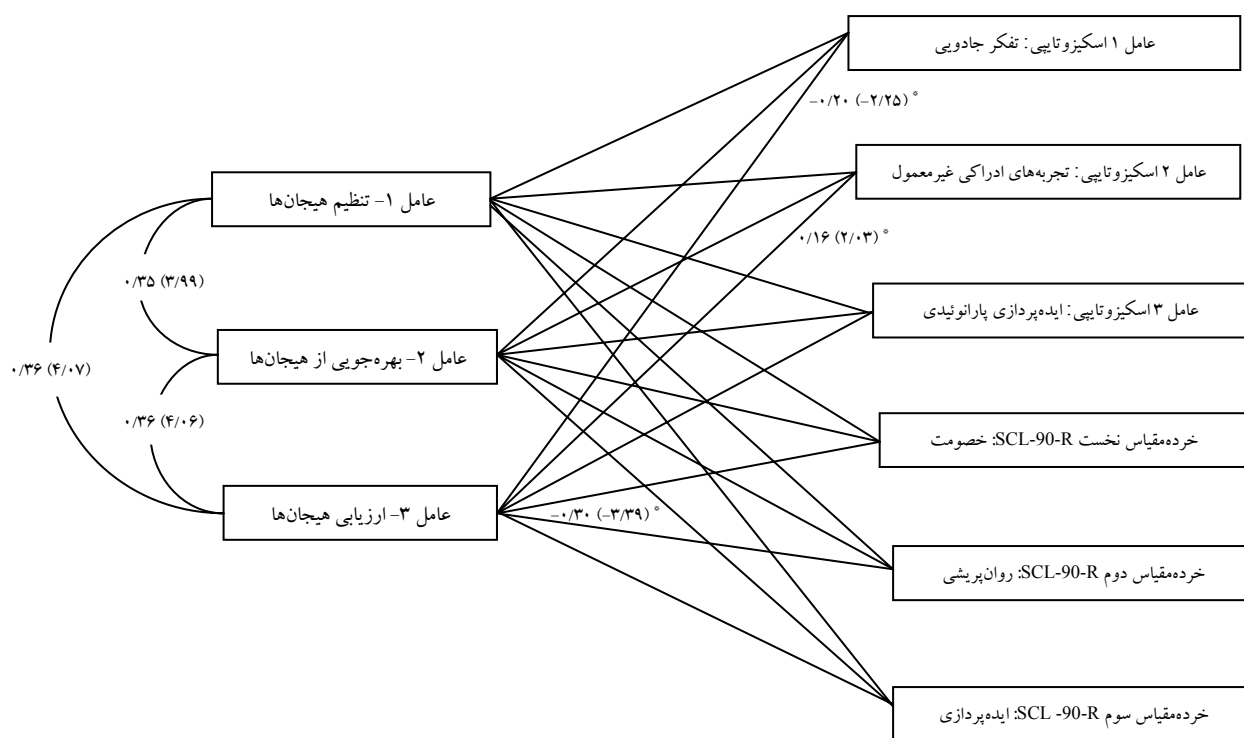 عامل ۱ اسکیزوتایپی: تفکر جادویی
−۰/۲۰ (−۲/۲۵) *
عامل ۲ اسکیزوتایپی: تجربه‌های ادراکی غیرمعمول
عامل ۱− تنظیم هیجان‌ها
۰/۱۶ (۲/۰۳) *
۰/۳۵ (۳/۹۹)
عامل ۳ اسکیزوتایپی: ایده‌پردازی پارانوئیدی
عامل ۲− بهره‌جویی از هیجان‌ها
۰/۳۶ (۴/۰۷)
۰/۳۶ (۴/۰۶)
خرده‌مقیاس نخست SCL-90-R: خصومت
عامل ۳− ارزیابی هیجان‌ها
−۰/۳۰ (−۳/۳۹) *
خرده‌مقیاس دوم SCL-90-R: روان‌پریشی
خرده‌مقیاس سوم SCL -90-R: ایده‌پردازی